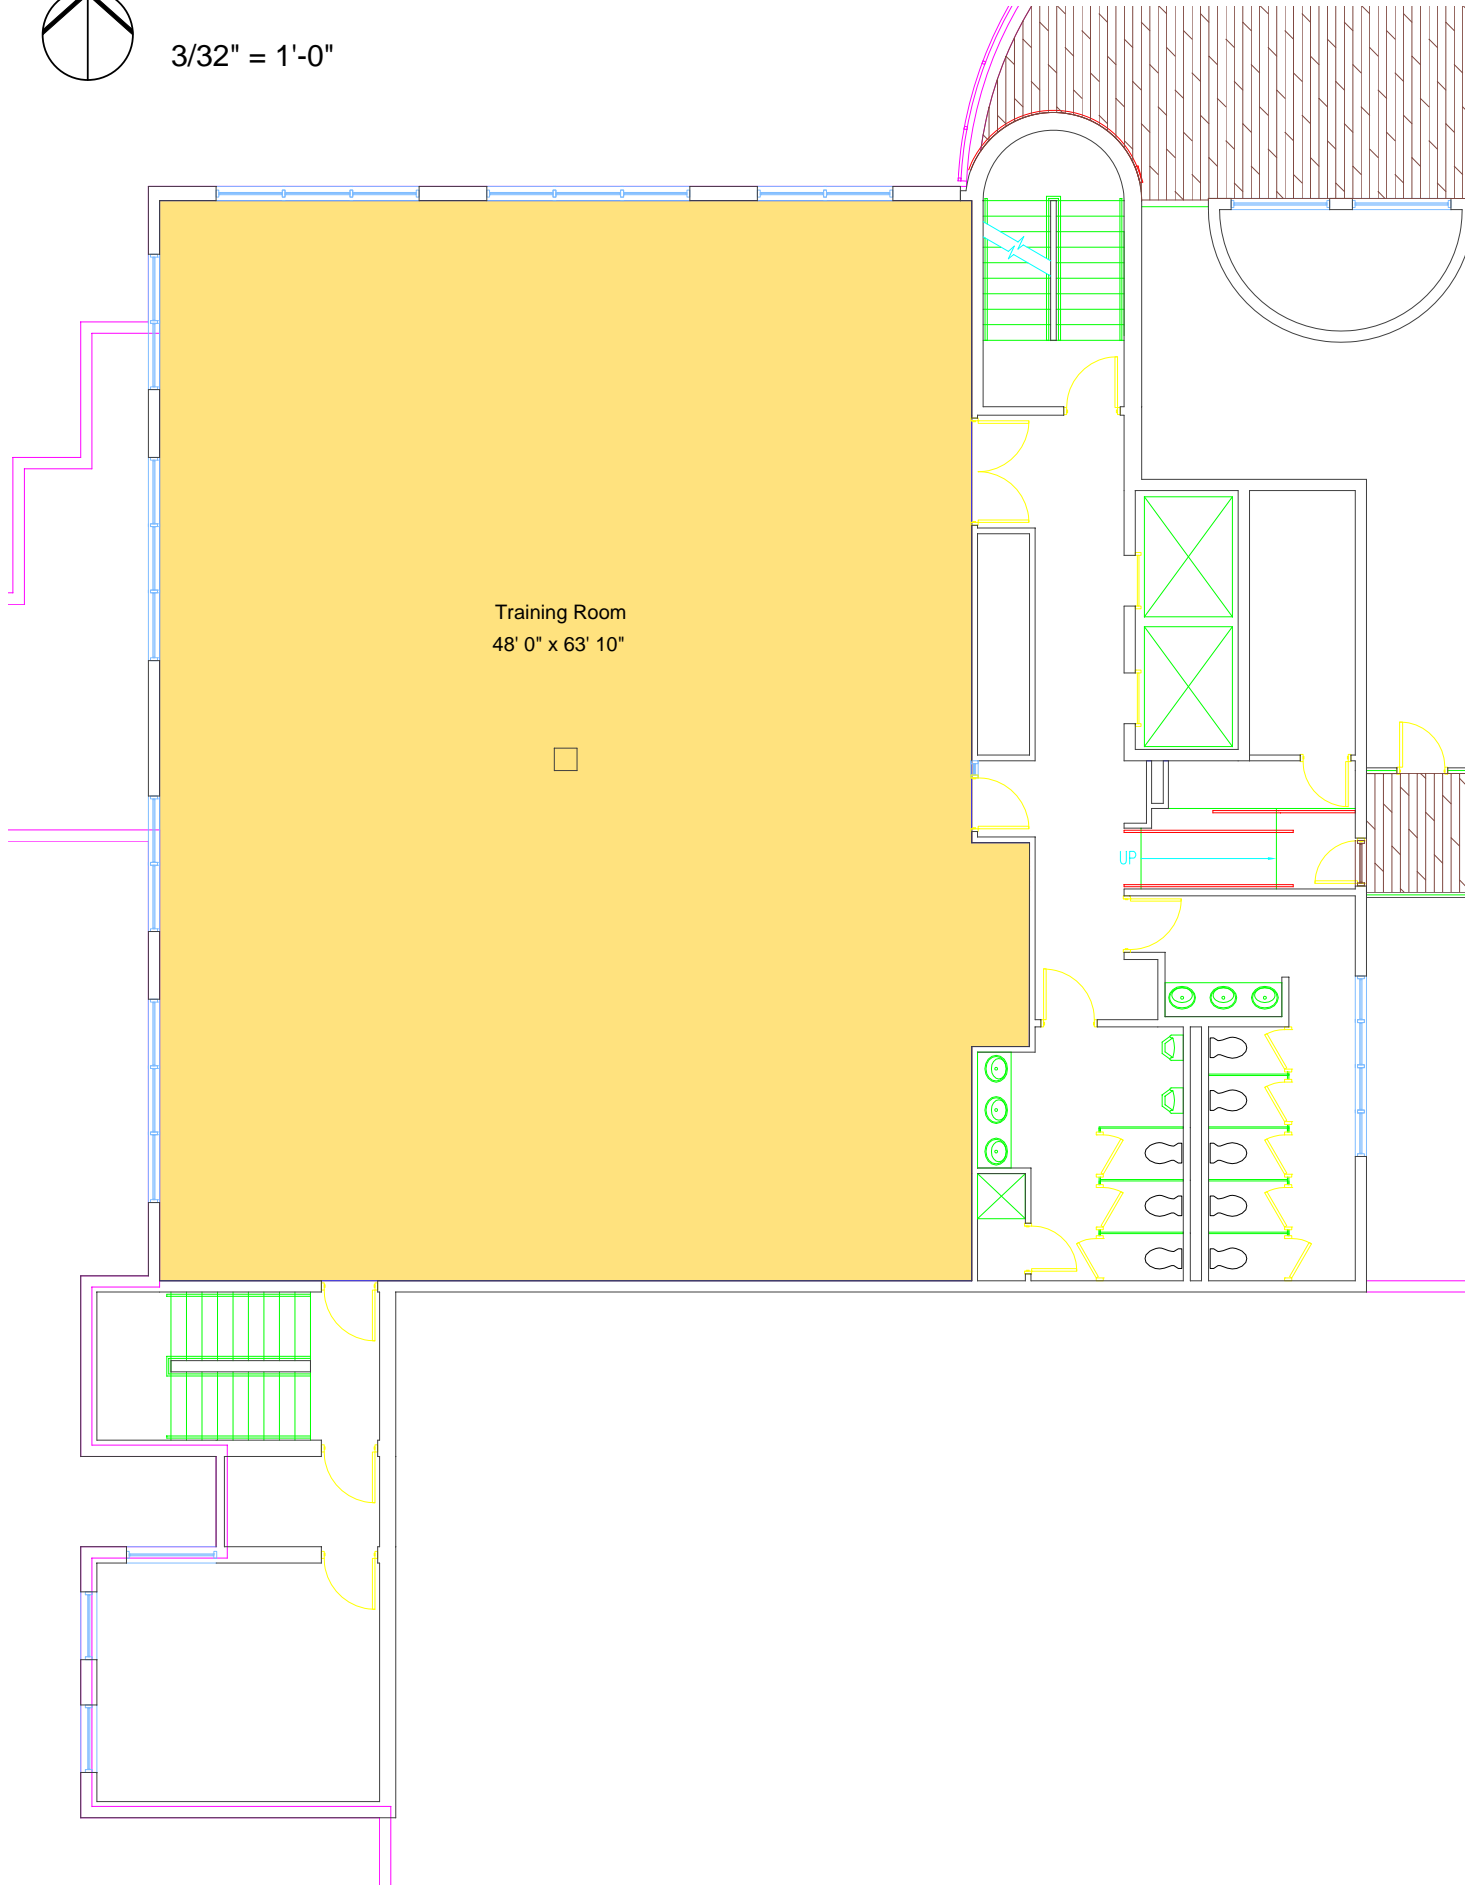 3/32" = 1'-0"
Training Room
48' 0" x 63' 10"
UP